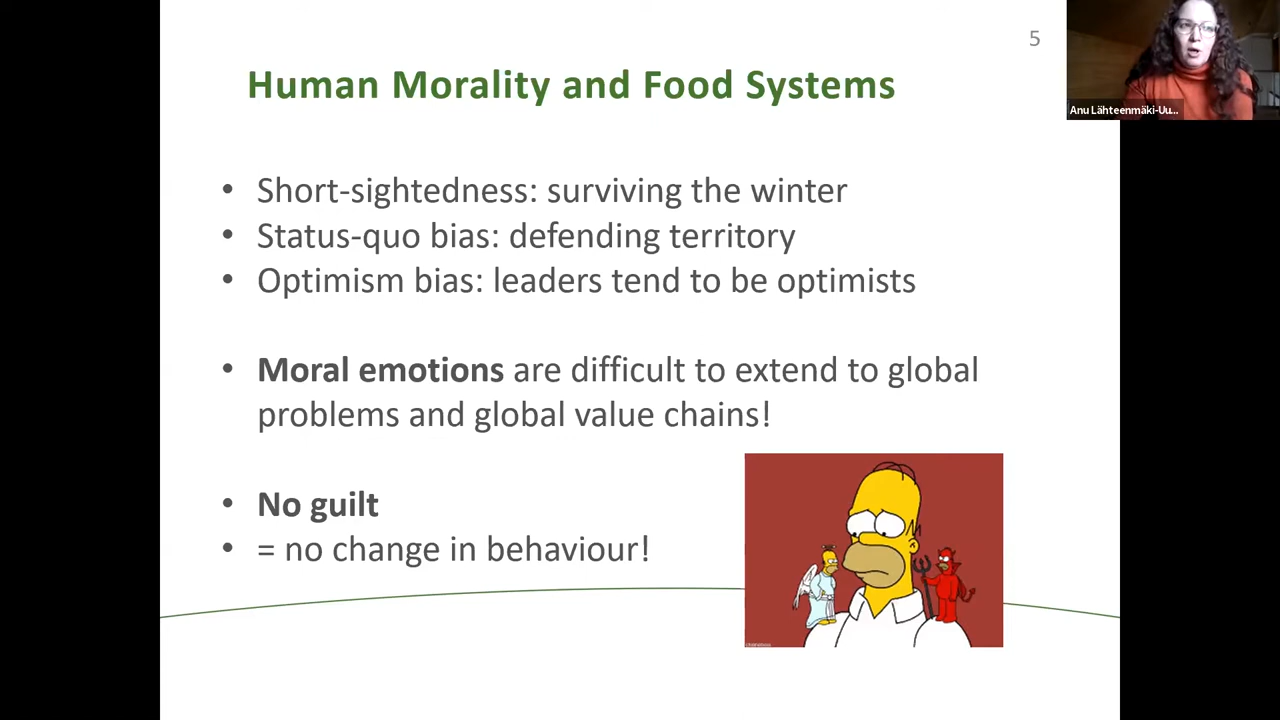 5
Human Morality and Food Systems
Anu Lähteenmäki-Uu...
• Short-sightedness: surviving the winter
• Status-quo bias: defending territory
• Optimism bias: leaders tend to be optimists
• Moral emotions are difficult to extend to global
problems and global value chains!
• No guilt
• = no change in behaviour!